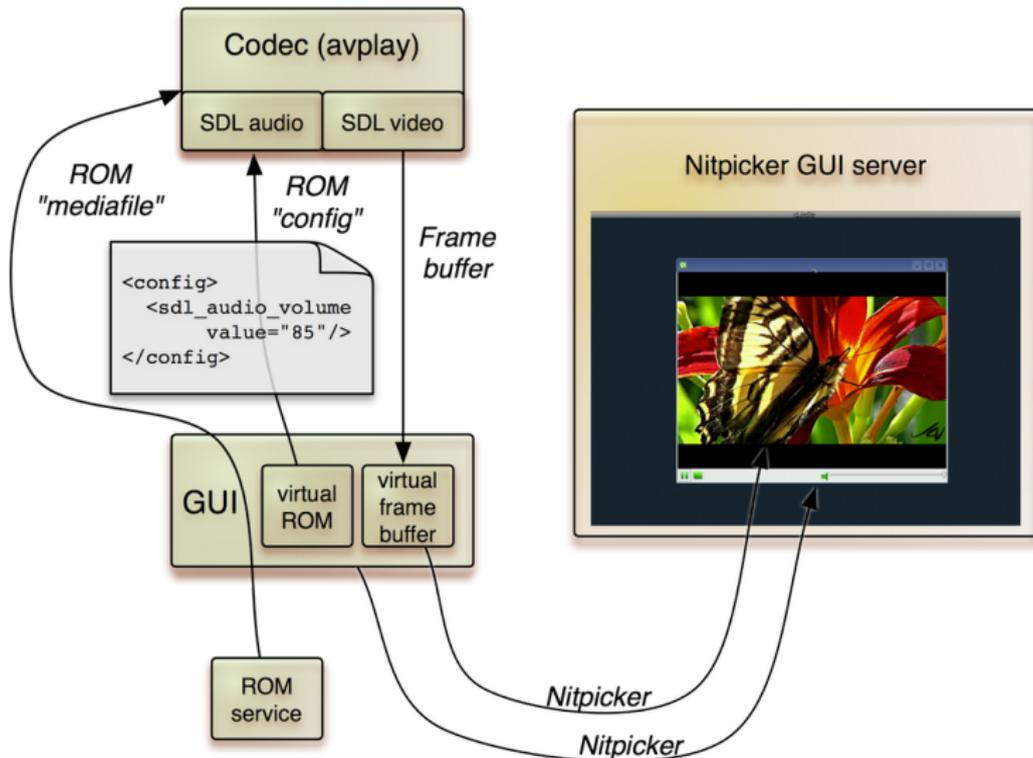 Codec (avplay)
SDL audio
SDL video
ROM
"mediafile"
ROM
"config"
Frame
buffer
<config>
<sdl_audio_volume
value="85"/>
</config>
GUI
virtual
ROM
virtual
frame
buffer
ROM
service
Nitpicker
Nitpicker
Nitpicker GUI server